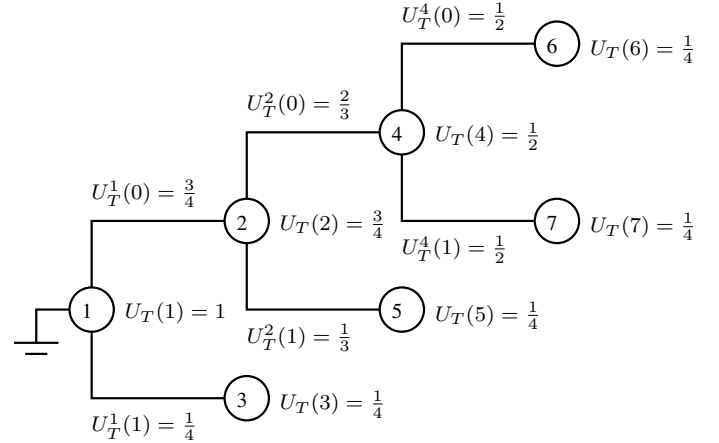 U_T^4(0) = 1/2
6 U_T(6) = 1/4
U_T^2(0) = 2/3
4 U_T(4) = 1/2
U_T^1(0) = 3/4
2 U_T(2) = 3/4
7 U_T(7) = 1/4
U_T^4(1) = 1/2
1 U_T(1) = 1
5 U_T(5) = 1/4
U_T^2(1) = 1/3
3 U_T(3) = 1/4
U_T^1(1) = 1/4